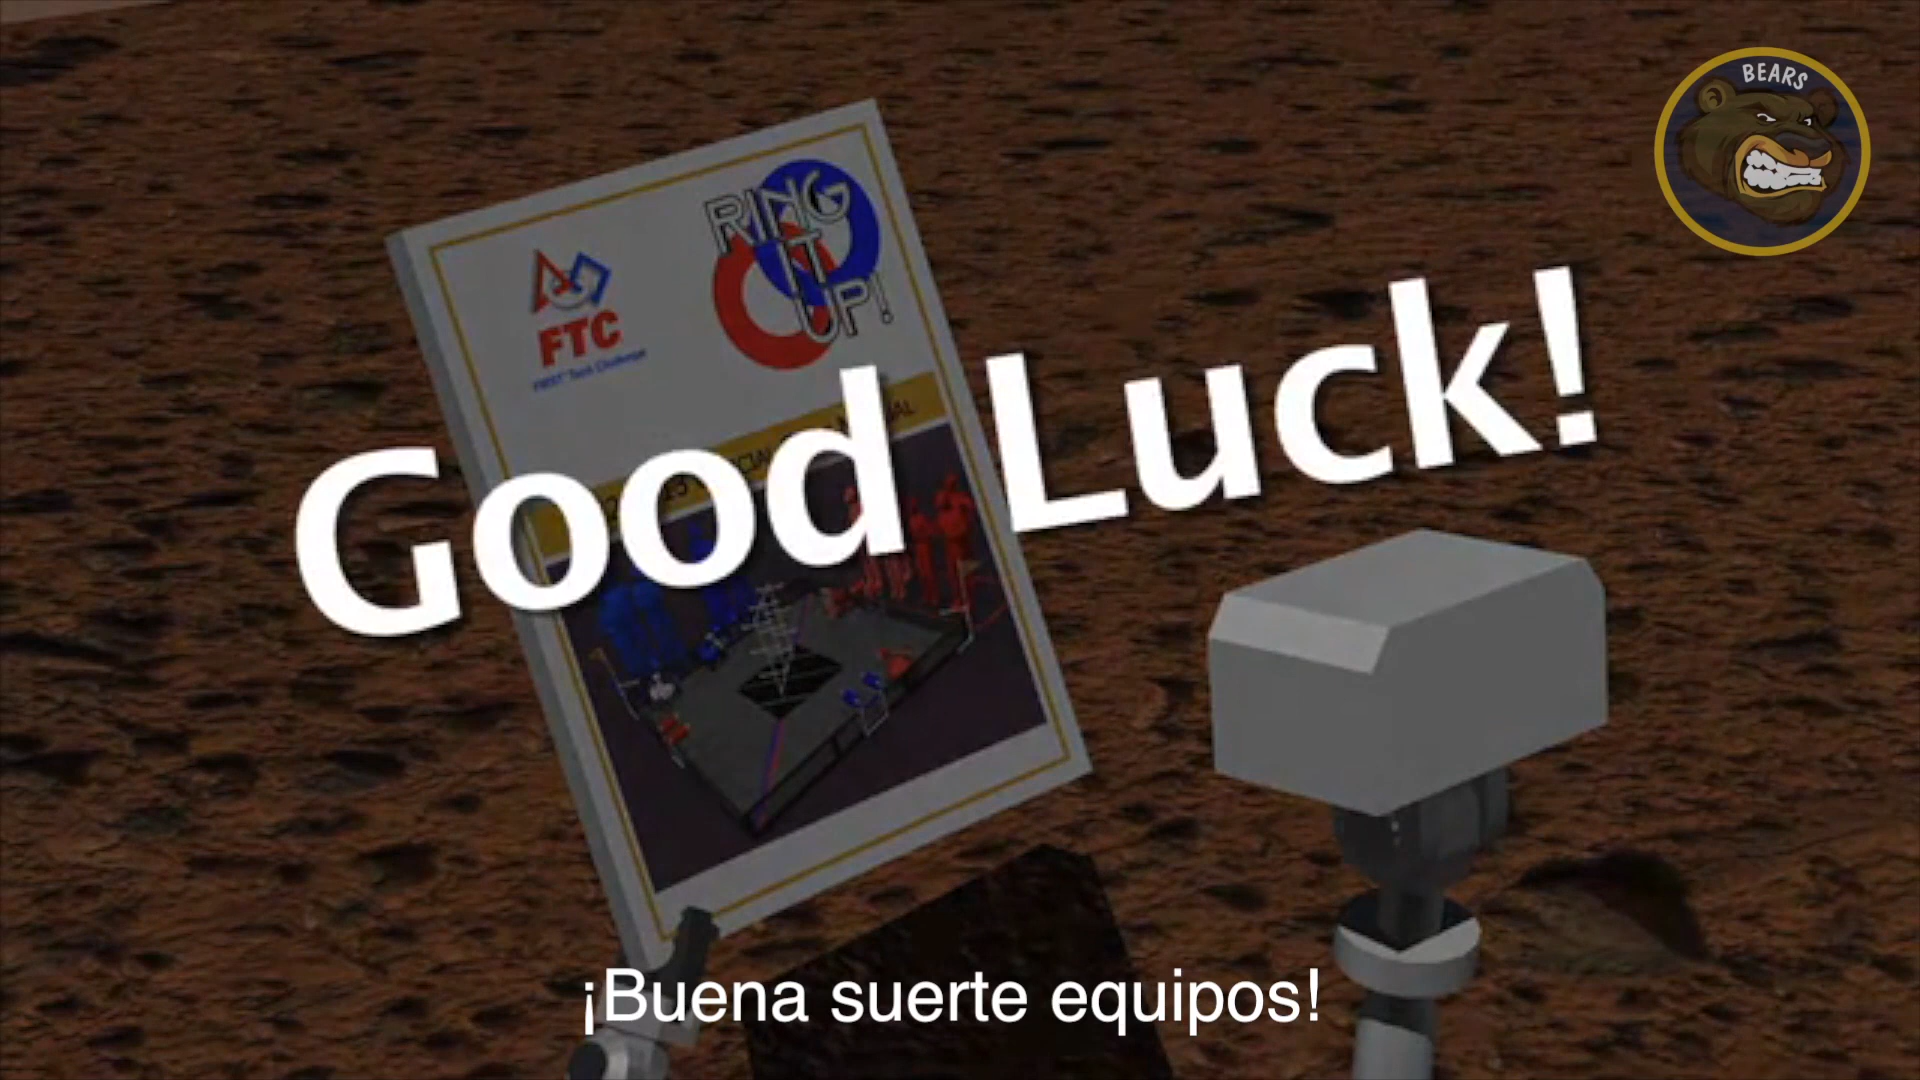 BEARS
RING
IT
UP!
FTC
FIRST Tech Challenge
Good Luck!
¡Buena suerte equipos!